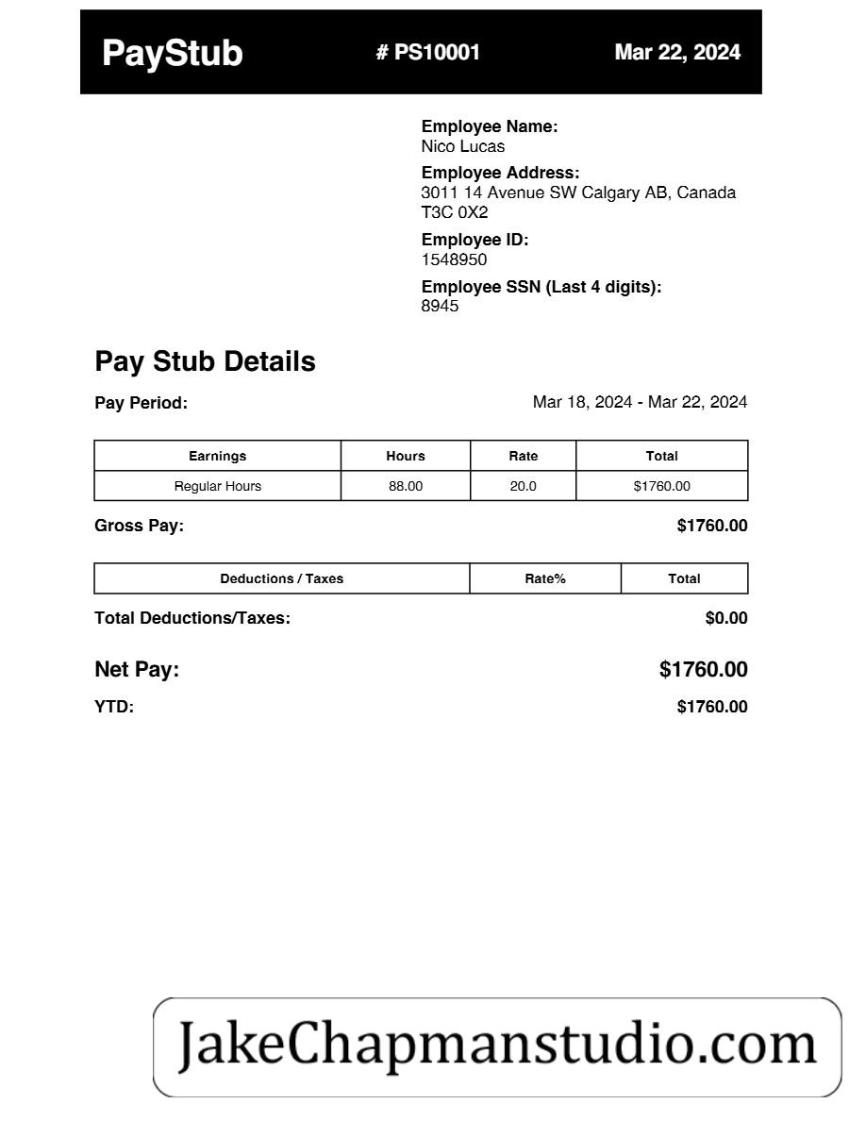 PayStub # PS10001 Mar 22, 2024
Employee Name:
Nico Lucas
Employee Address:
3011 14 Avenue SW Calgary AB, Canada
T3C 0X2
Employee ID:
1548950
Employee SSN (Last 4 digits):
8945
Pay Stub Details
Pay Period: Mar 18, 2024 - Mar 22, 2024
Earnings Hours Rate Total
Regular Hours 88.00 20.0 $1760.00
Gross Pay: $1760.00
Deductions / Taxes Rate% Total
Total Deductions/Taxes: $0.00
Net Pay: $1760.00
YTD: $1760.00
JakeChapmanstudio.com